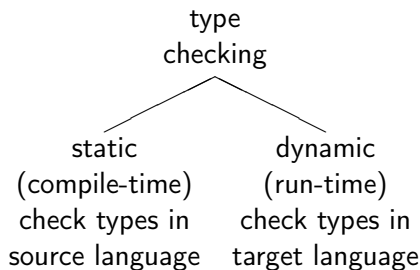 type
checking
static
(compile-time)
check types in
source language
dynamic
(run-time)
check types in
target language